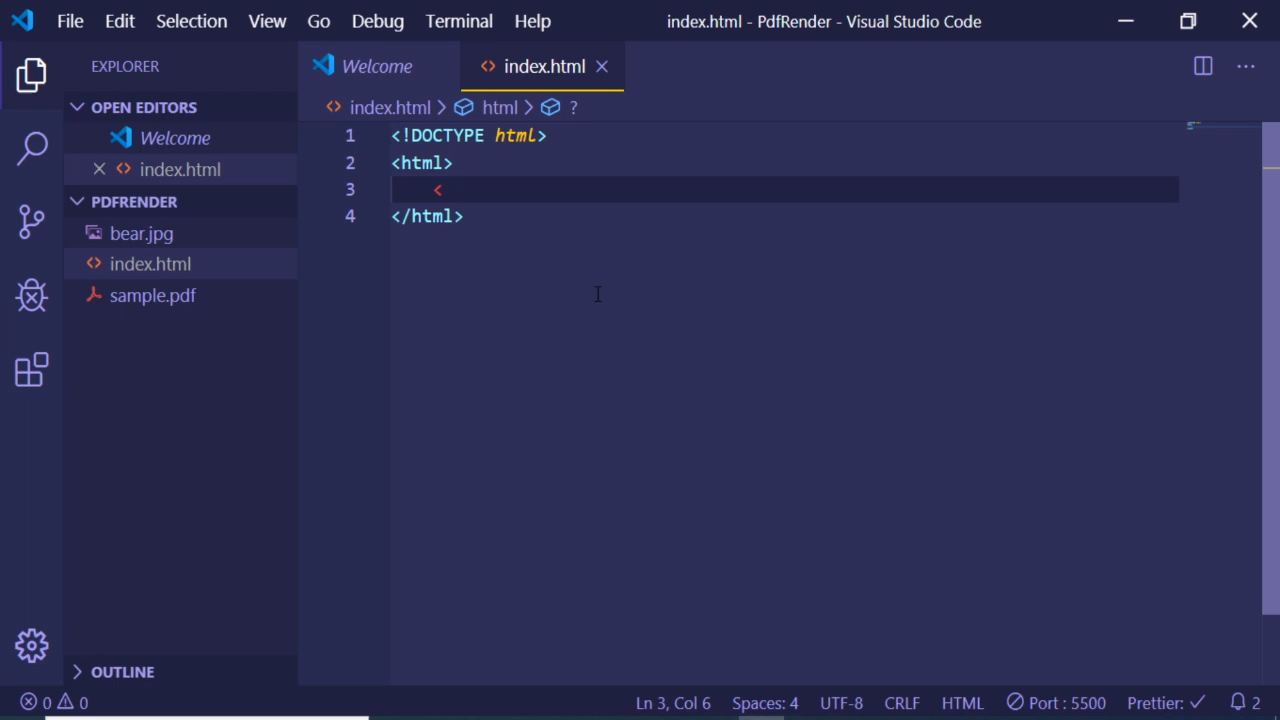 File Edit Selection View Go Debug Terminal Help index.html - PdfRender - Visual Studio Code
EXPLORER
Welcome index.html
OPEN EDITORS
Welcome
index.html
PDFRENDER
bear.jpg
index.html
sample.pdf
OUTLINE
index.html > html > ?
1 <!DOCTYPE html>
2 <html>
3 <
4 </html>
0 0 Ln 3, Col 6 Spaces: 4 UTF-8 CRLF HTML Port : 5500 Prettier: ✓ 2